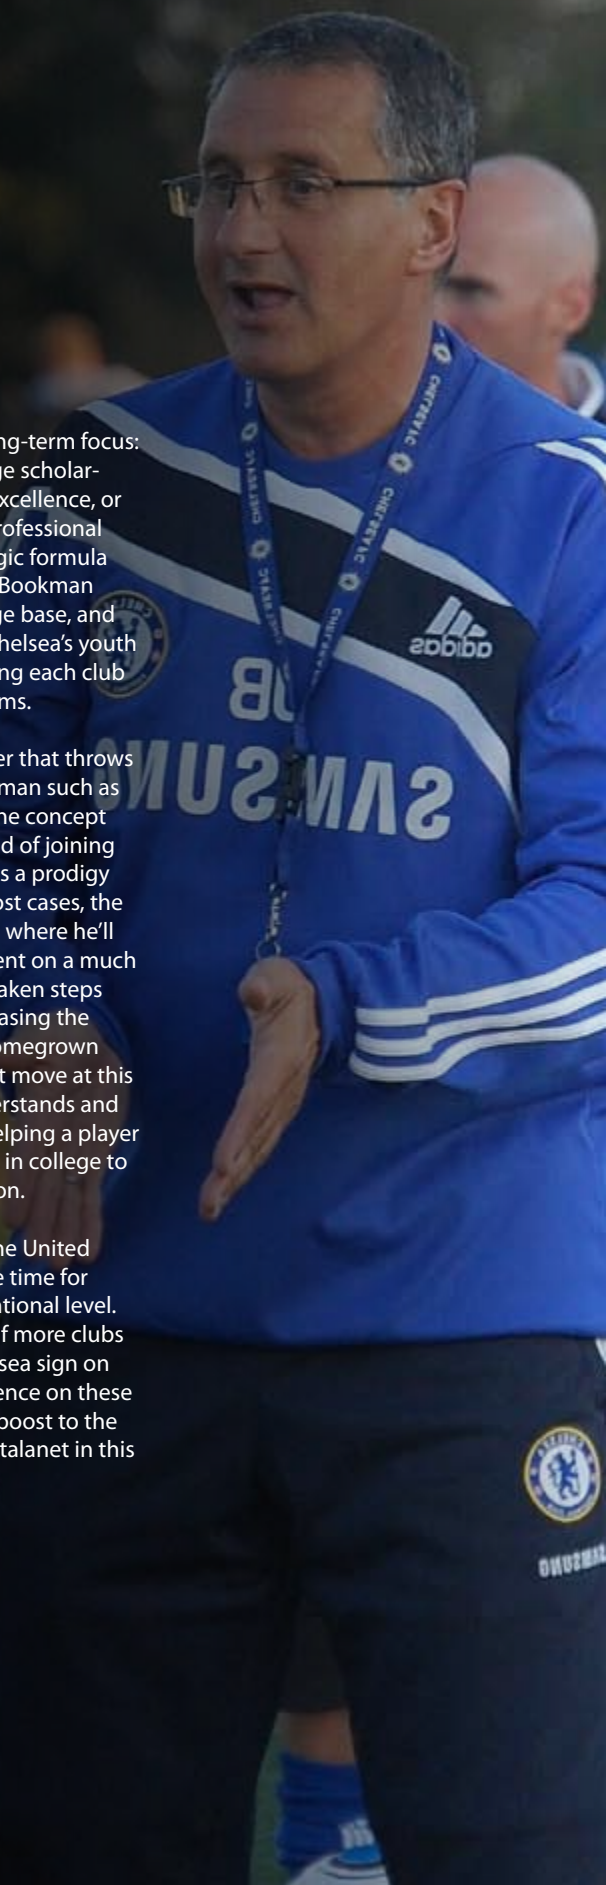 ng-term focus:
ge scholar-
xcellence, or
rofessional
gic formula
Bookman
ge base, and
helsea's youth
ng each club
ms.
er that throws
man such as
he concept
d of joining
s a prodigy
ost cases, the
where he'll
ent on a much
aken steps
asing the
omegrown
t move at this
erstands and
elping a player
in college to
on.
he United
e time for
ational level.
f more clubs
sea sign on
ence on these
boost to the
talanet in this
CHELSEA FC
adidas
SAMSUNG
SAMSUNG